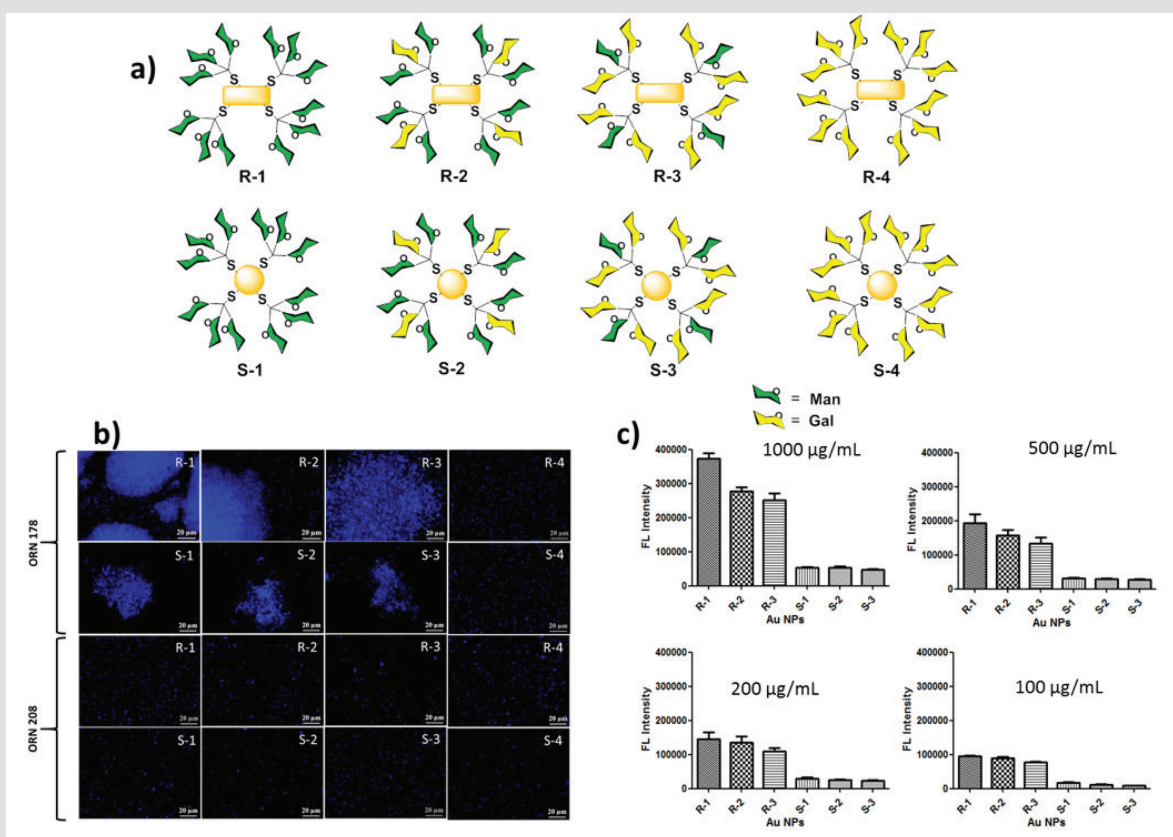 a)
S S S S
R-1
S S S S
R-2
S S S S
R-3
S S S S
R-4
S S S S
S-1
S S S S
S-2
S S S S
S-3
S S S S
S-4
= Man
= Gal
b)
ORN 178
R-1 20 µm
R-2 20 µm
R-3 20 µm
R-4 20 µm
S-1 20 µm
S-2 20 µm
S-3 20 µm
S-4 20 µm
ORN 208
R-1 20 µm
R-2 20 µm
R-3 20 µm
R-4 20 µm
S-1 20 µm
S-2 20 µm
S-3 20 µm
S-4 20 µm
c)
1000 µg/mL
FL Intensity
400000
300000
200000
100000
0
R-1 R-2 R-3 S-1 S-2 S-3
Au NPs
500 µg/mL
FL Intensity
400000
300000
200000
100000
0
R-1 R-2 R-3 S-1 S-2 S-3
Au NPs
200 µg/mL
FL Intensity
400000
300000
200000
100000
0
R-1 R-2 R-3 S-1 S-2 S-3
Au NPs
100 µg/mL
FL Intensity
400000
300000
200000
100000
0
R-1 R-2 R-3 S-1 S-2 S-3
Au NPs